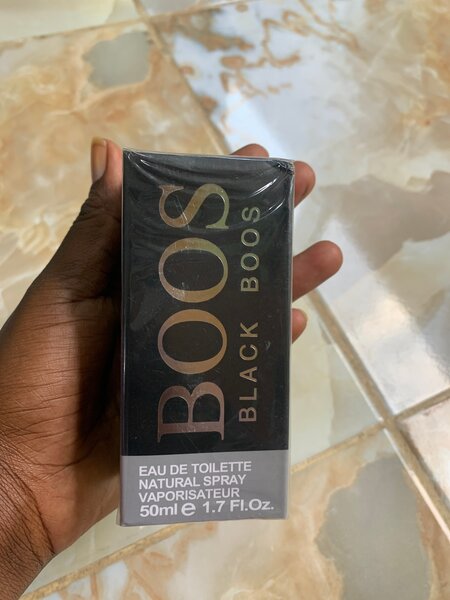 BOOS
BLACK BOOS
EAU DE TOILETTE
NATURAL SPRAY
VAPORISATEUR
50ml e 1.7 Fl.Oz.